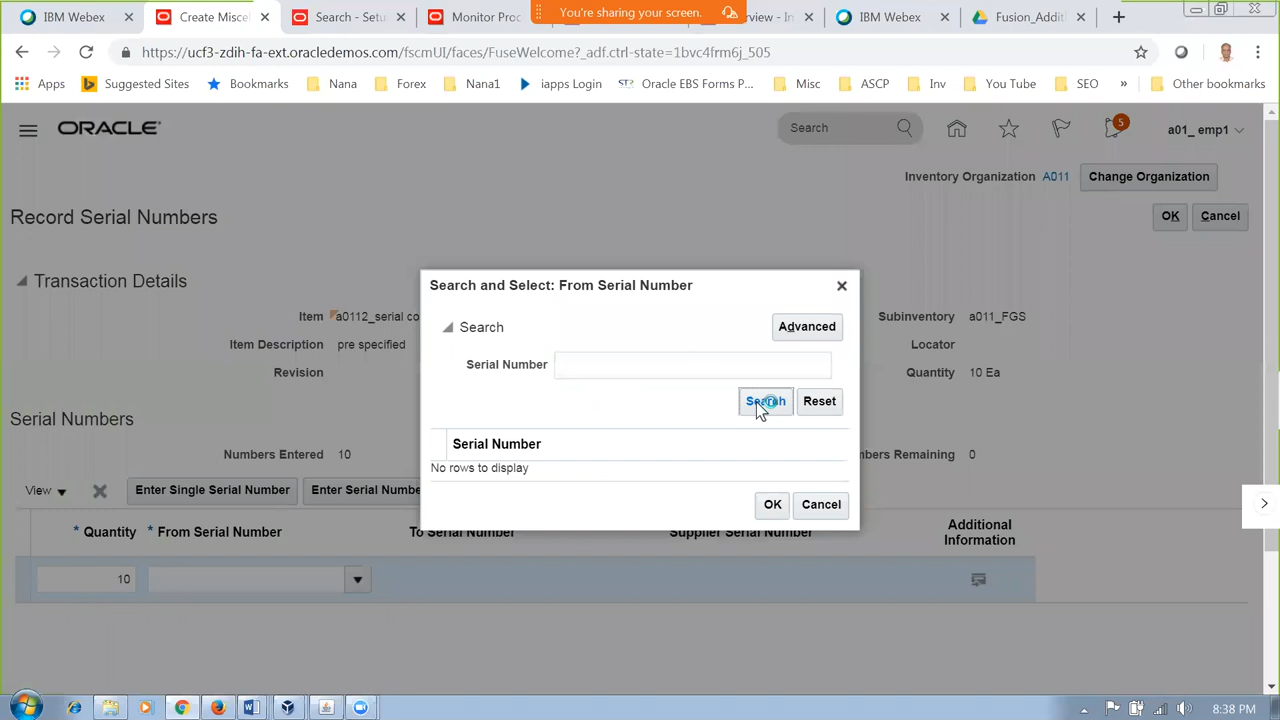 You're sharing your screen.
IBM Webex
Create Miscel
Search - Setu
Monitor Proc
rview - In
IBM Webex
Fusion_Additi
https://ucf3-zdih-fa-ext.oracledemos.com/fscmUI/faces/FuseWelcome?_adf.ctrl-state=1bvc4frm6j_505
Apps
Suggested Sites
Bookmarks
Nana
Forex
Nana1
iapps Login
Oracle EBS Forms P...
Misc
ASCP
Inv
You Tube
SEO
»
Other bookmarks
ORACLE
Search
5
a01_ emp1
Inventory Organization A011
Change Organization
Record Serial Numbers
OK
Cancel
Transaction Details
Item a0112_serial co
Item Description pre specified
Revision
Subinventory a011_FGS
Locator
Quantity 10 Ea
Search and Select: From Serial Number
Search
Advanced
Serial Number
Search
Reset
Serial Number
No rows to display
OK
Cancel
Serial Numbers
Numbers Entered 10
mbers Remaining 0
View
Enter Single Serial Number
Enter Serial Numbe
* Quantity
* From Serial Number
To Serial Number
Supplier Serial Number
Additional
Information
10
8:38 PM